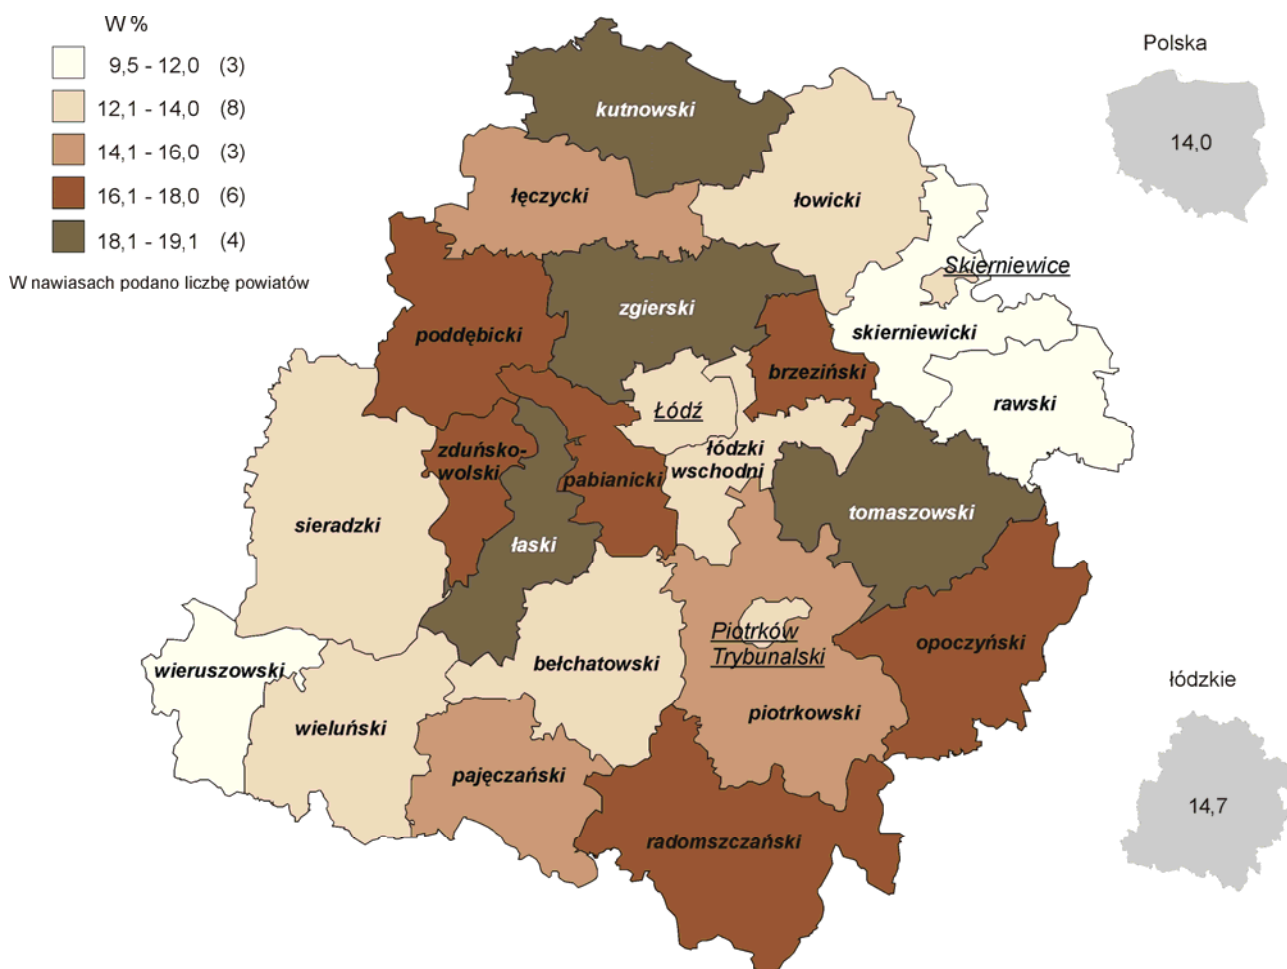 W %
9,5 - 12,0 (3)
12,1 - 14,0 (8)
14,1 - 16,0 (3)
16,1 - 18,0 (6)
18,1 - 19,1 (4)
W nawiasach podano liczbę powiatów
Polska
14,0
kutnowski
łęczycki
łowicki
Skierniewice
zgierski
skierniewicki
poddębicki
brzeziński
rawski
Łódź
zduńsko-
wolski
łódzki
wschodni
pabianicki
sieradzki
łaski
tomaszowski
Piotrków
Trybunalski
opoczyński
wieruszowski
bełchatowski
łódzkie
wieluński
piotrkowski
pajęczański
14,7
radomszczański